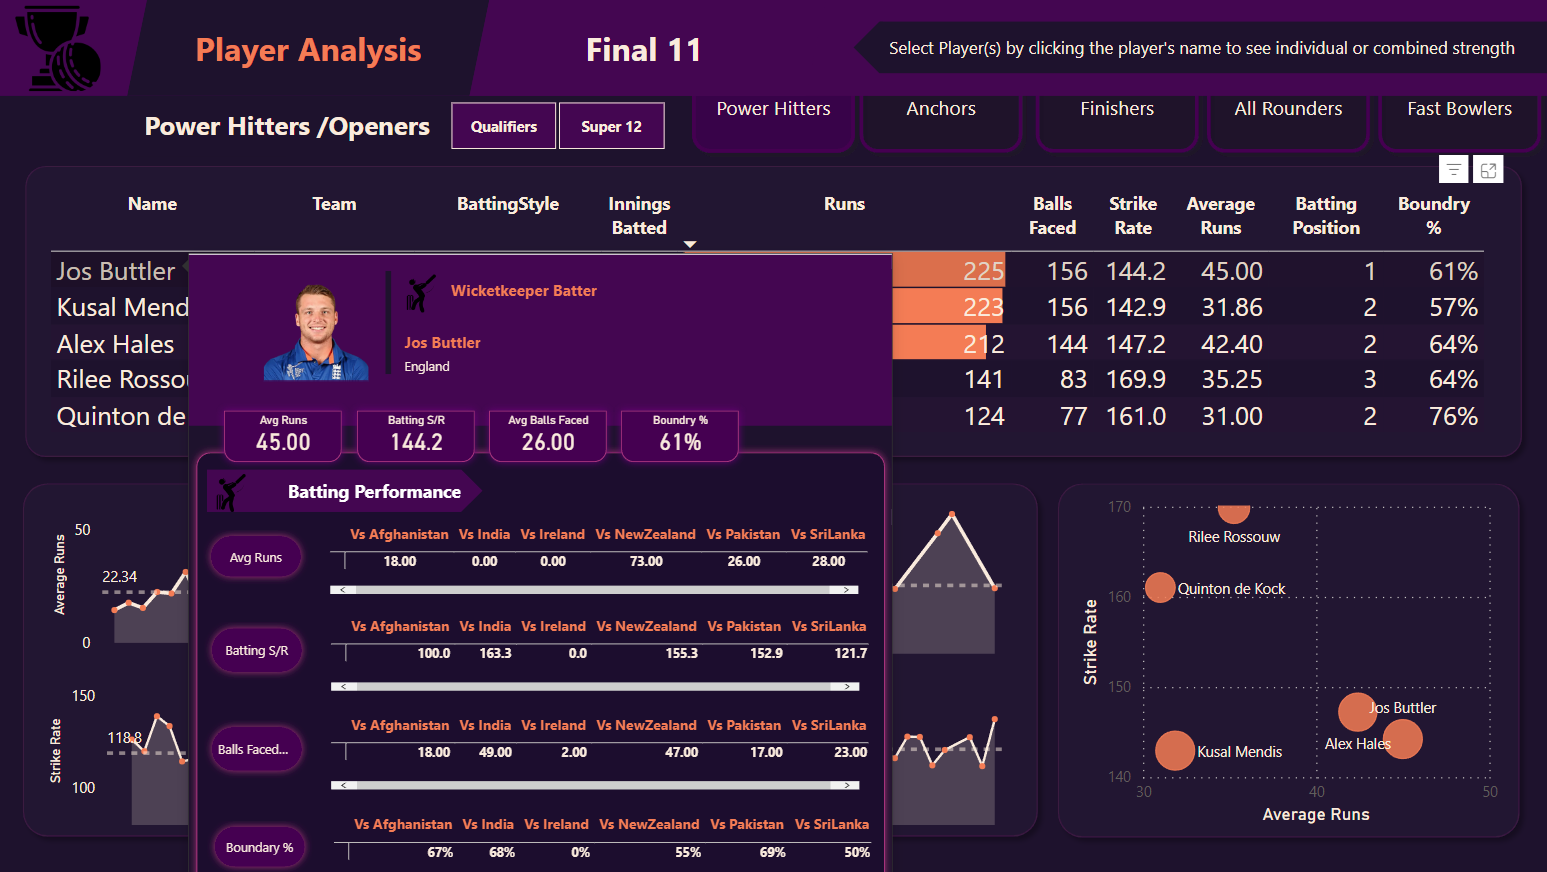 Player Analysis
Final 11
Select Player(s) by clicking the player's name to see individual or combined strength
Power Hitters /Openers
Qualifiers
Super 12
Power Hitters
Anchors
Finishers
All Rounders
Fast Bowlers
Name Team BattingStyle Innings Batted Runs Balls Faced Strike Rate Average Runs Batting Position Boundry %
Jos Buttler 225 156 144.2 45.00 1 61%
Kusal Mend 223 156 142.9 31.86 2 57%
Alex Hales 212 144 147.2 42.40 2 64%
Rilee Rossou 141 83 169.9 35.25 3 64%
Quinton de 124 77 161.0 31.00 2 76%
Wicketkeeper Batter
Jos Buttler
England
Avg Runs
45.00
Batting S/R
144.2
Avg Balls Faced
26.00
Boundry %
61%
Batting Performance
Avg Runs
Vs Afghanistan Vs India Vs Ireland Vs NewZealand Vs Pakistan Vs SriLanka
18.00 0.00 0.00 73.00 26.00 28.00
Batting S/R
Vs Afghanistan Vs India Vs Ireland Vs NewZealand Vs Pakistan Vs SriLanka
100.0 163.3 0.0 155.3 152.9 121.7
Balls Faced...
Vs Afghanistan Vs India Vs Ireland Vs NewZealand Vs Pakistan Vs SriLanka
18.00 49.00 2.00 47.00 17.00 23.00
Boundary %
Vs Afghanistan Vs India Vs Ireland Vs NewZealand Vs Pakistan Vs SriLanka
67% 68% 0% 55% 69% 50%
Average Runs
50
22.34
0
Strike Rate
150
118.8
100
Strike Rate
170
160
150
140
Rilee Rossouw
Quinton de Kock
Jos Buttler
Alex Hales
Kusal Mendis
30 40 50
Average Runs